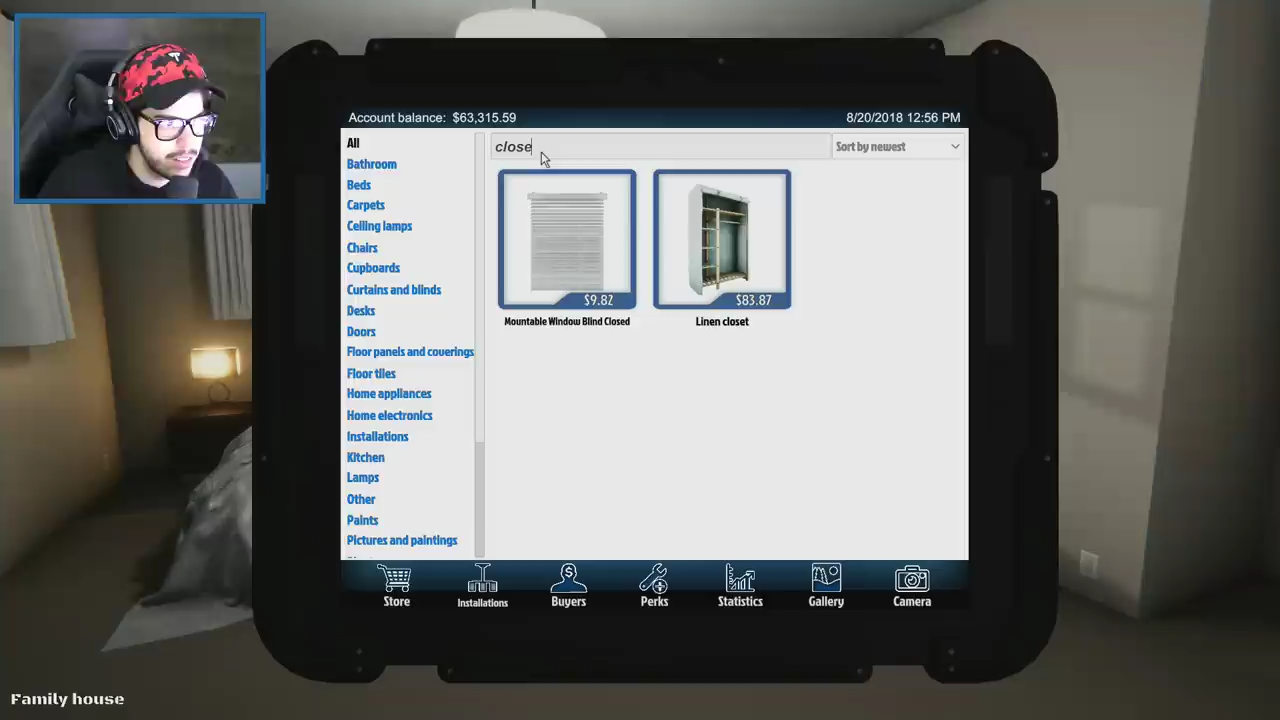 Account balance: $63,315.59
8/20/2018 12:56 PM
All
Bathroom
Beds
Carpets
Ceiling lamps
Chairs
Cupboards
Curtains and blinds
Desks
Doors
Floor panels and coverings
Floor tiles
Home appliances
Home electronics
Installations
Kitchen
Lamps
Other
Paints
Pictures and paintings
close
Sort by newest
$9.82
$83.87
Mountable Window Blind Closed
Linen closet
Store
Installations
Buyers
Perks
Statistics
Gallery
Camera
Family house